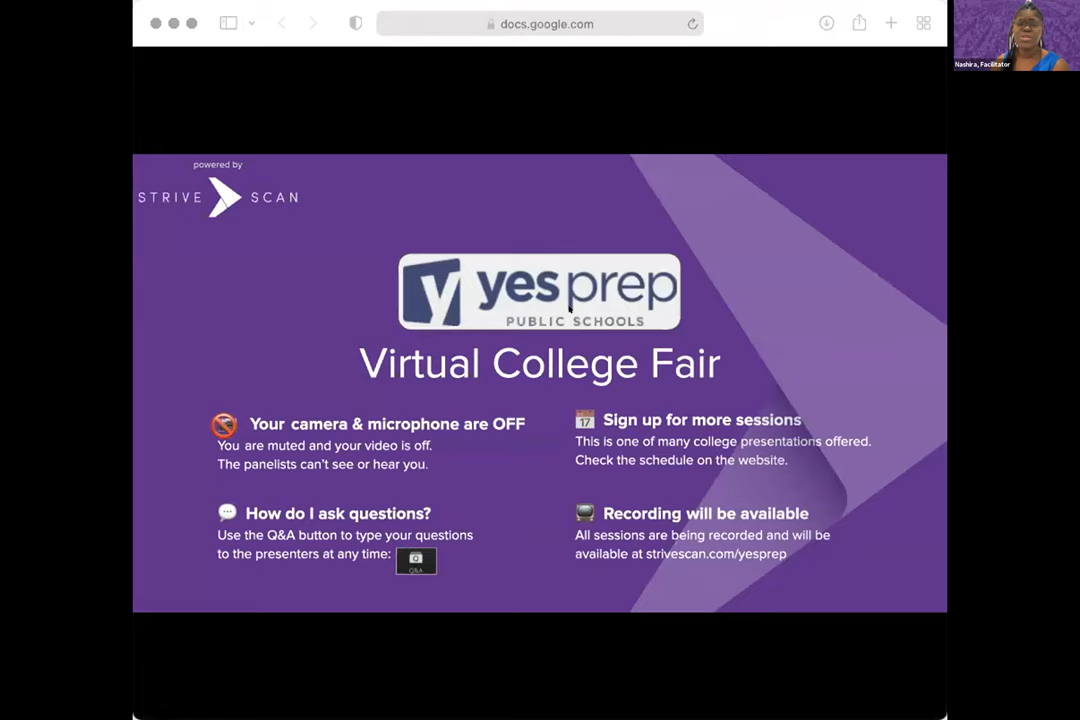 docs.google.com
Nashira, Facilitator
powered by
STRIVE SCAN
y yes prep
PUBLIC SCHOOLS
Virtual College Fair
Your camera & microphone are OFF
You are muted and your video is off.
The panelists can't see or hear you.
17 Sign up for more sessions
This is one of many college presentations offered.
Check the schedule on the website.
How do I ask questions?
Use the Q&A button to type your questions
to the presenters at any time:
Q&A
Recording will be available
All sessions are being recorded and will be
available at strivescan.com/yesprep